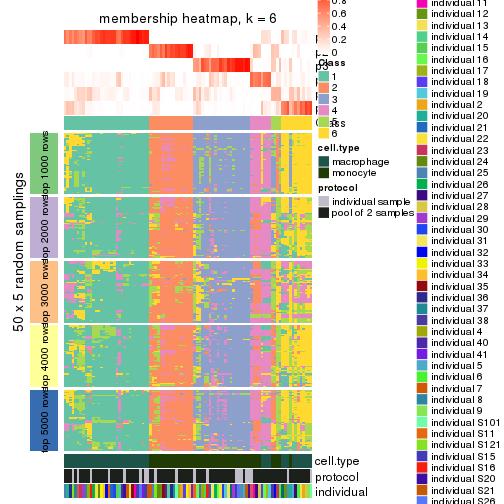 membership heatmap, k = 6
0.8
0.6
0.4
0.2
0
Class
1
2
3
4
5
6
cell.type
macrophage
monocyte
protocol
individual sample
pool of 2 samples
50 x 5 random samplings
top 1000 rows
top 2000 rows
top 3000 rows
top 4000 rows
top 5000 rows
cell.type
protocol
individual
individual 11
individual 12
individual 13
individual 14
individual 15
individual 16
individual 17
individual 18
individual 19
individual 2
individual 20
individual 21
individual 22
individual 23
individual 24
individual 25
individual 26
individual 27
individual 28
individual 29
individual 30
individual 31
individual 32
individual 33
individual 34
individual 35
individual 36
individual 37
individual 38
individual 4
individual 40
individual 41
individual 5
individual 6
individual 7
individual 8
individual 9
individual S101
individual S11
individual S121
individual S15
individual S16
individual S20
individual S22
individual S26